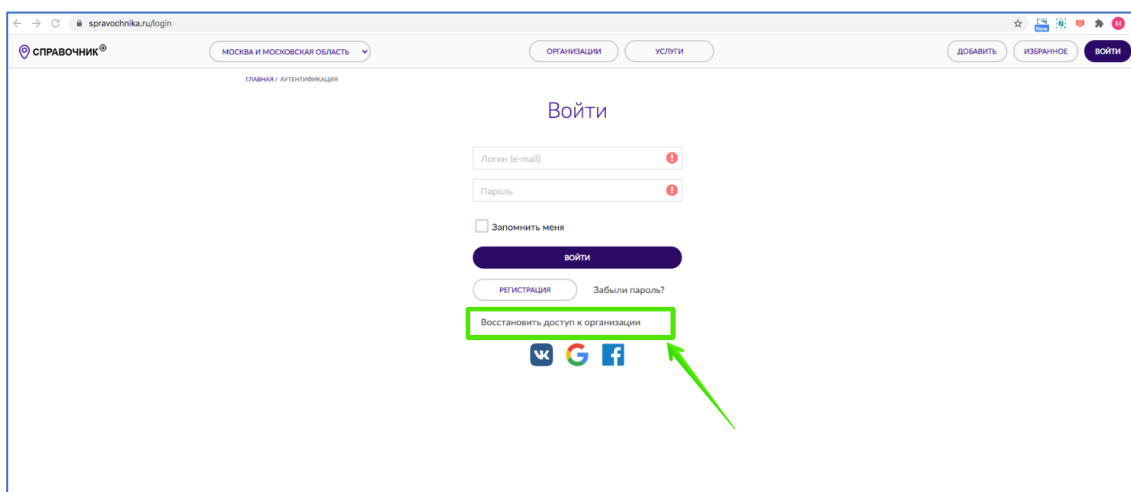 spravochnika.ru/login
New
M
СПРАВОЧНИК
МОСКВА И МОСКОВСКАЯ ОБЛАСТЬ
ОРГАНИЗАЦИИ
УСЛУГИ
ДОБАВИТЬ
ИЗБРАННОЕ
ВОЙТИ
ГЛАВНАЯ / АУТЕНТИФИКАЦИЯ
Войти
Логин (e-mail)
Пароль
Запомнить меня
ВОЙТИ
РЕГИСТРАЦИЯ
Забыли пароль?
Восстановить доступ к организации